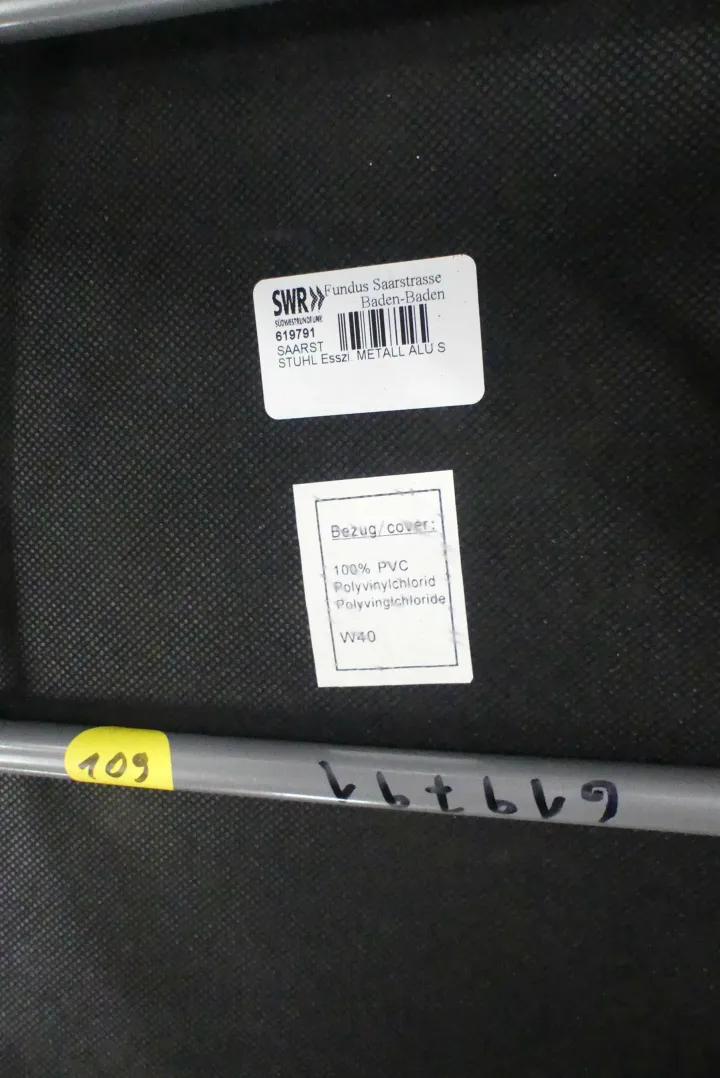 SWR» Fundus Saarstrasse
SÜDWESTRUNDFUNK Baden-Baden
619791
SAARST
STUHL Esszi. METALL ALU S
Bezug/cover:
100% PVC
Polyvinylchlorid
Polyvinglchloride
W40
109
619791